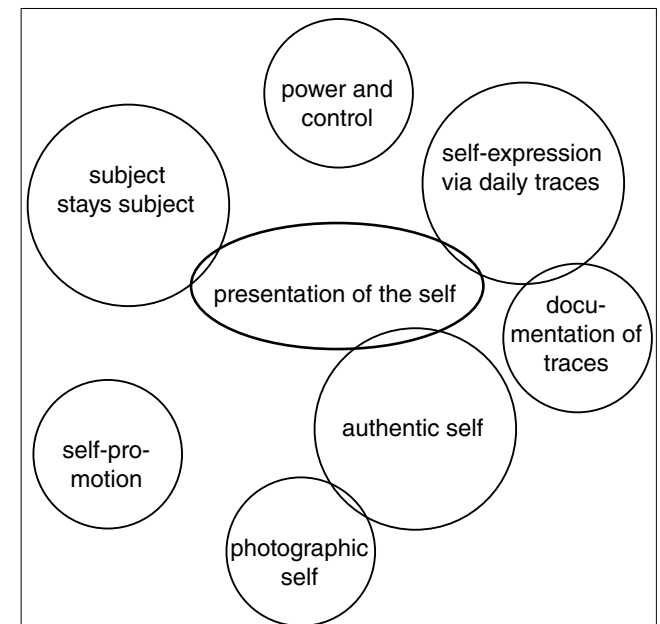 power and
control
subject
stays subject
self-expression
via daily traces
presentation of the self
docu-
mentation of
traces
authentic self
self-pro-
motion
photographic
self